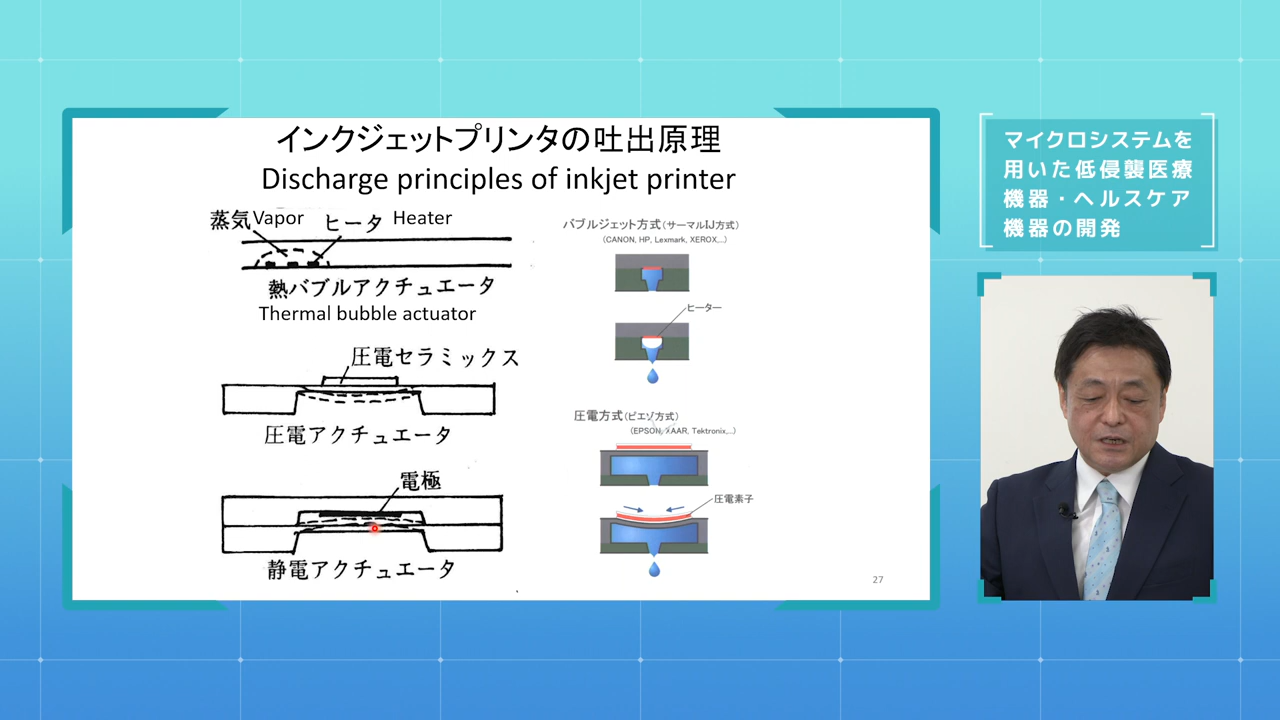 インクジェットプリンタの吐出原理
Discharge principles of inkjet printer
蒸気 Vapor ヒータ Heater
熱バブルアクチュエータ
Thermal bubble actuator
圧電セラミックス
圧電アクチュエータ
電極
静電アクチュエータ
バブルジェット方式(サーマルIJ方式)
(CANON, HP, Lexmark, XEROX,...)
ヒーター
圧電方式(ピエゾ方式)
(EPSON, XAAR, Tektronix,...)
圧電素子
27
マイクロシステムを
用いた低侵襲医療
機器・ヘルスケア
機器の開発